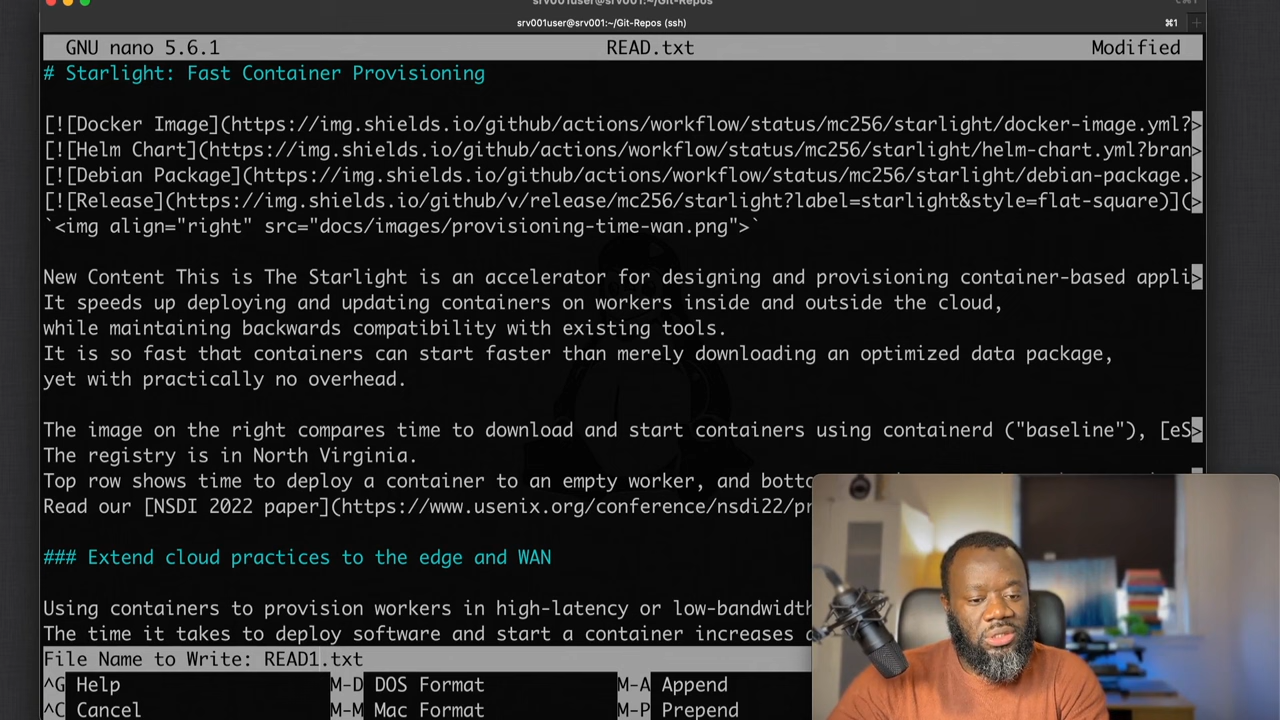 srv001user@srv001:~/Git-Repos
srv001user@srv001:~/Git-Repos (ssh)
⌘1
GNU nano 5.6.1 READ.txt Modified
# Starlight: Fast Container Provisioning
[![Docker Image](https://img.shields.io/github/actions/workflow/status/mc256/starlight/docker-image.yml?>
[![Helm Chart](https://img.shields.io/github/actions/workflow/status/mc256/starlight/helm-chart.yml?bran>
[![Debian Package](https://img.shields.io/github/actions/workflow/status/mc256/starlight/debian-package.>
[![Release](https://img.shields.io/github/v/release/mc256/starlight?label=starlight&style=flat-square)](>
`<img align="right" src="docs/images/provisioning-time-wan.png">`
New Content This is The Starlight is an accelerator for designing and provisioning container-based appli>
It speeds up deploying and updating containers on workers inside and outside the cloud,
while maintaining backwards compatibility with existing tools.
It is so fast that containers can start faster than merely downloading an optimized data package,
yet with practically no overhead.
The image on the right compares time to download and start containers using containerd ("baseline"), [eS>
The registry is in North Virginia.
Top row shows time to deploy a container to an empty worker, and botto
Read our [NSDI 2022 paper](https://www.usenix.org/conference/nsdi22/pr
### Extend cloud practices to the edge and WAN
Using containers to provision workers in high-latency or low-bandwidth
The time it takes to deploy software and start a container increases
File Name to Write: READ1.txt
^G Help M-D DOS Format M-A Append
^C Cancel M-M Mac Format M-P Prepend